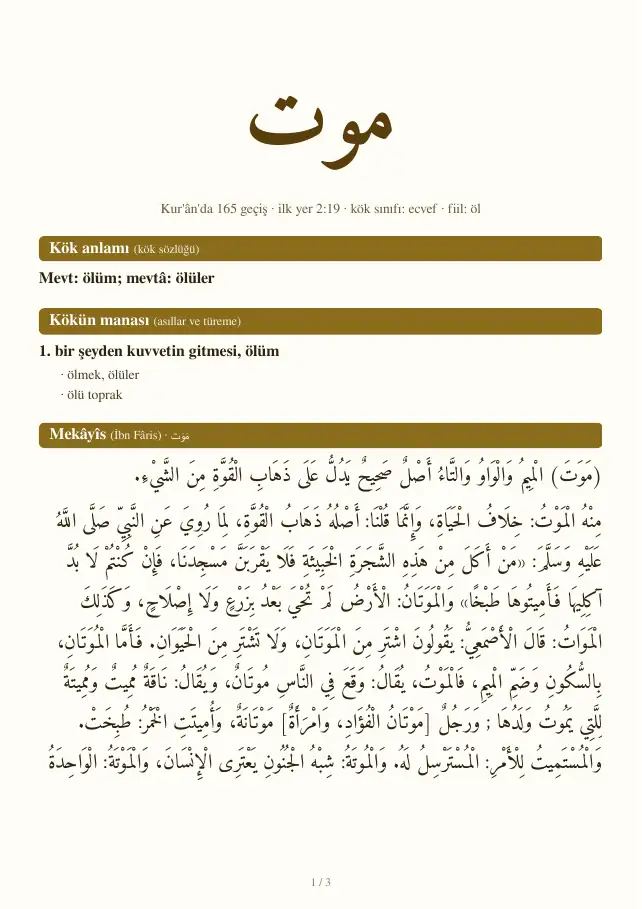 موت
Kur'ân'da 165 geçiş · ilk yer 2:19 · kök sınıfı: ecvef · fiil: öl
Kök anlamı (kök sözlüğü)
Mevt: ölüm; mevtâ: ölüler
Kökün manası (asıllar ve türeme)
1. bir şeyden kuvvetin gitmesi, ölüm
· ölmek, ölüler
· ölü toprak
Mekâyîs (İbn Fâris) · مَوَتَ
(مَوَتَ) الْمِيمُ وَالْوَاوُ وَالتَّاءُ أَصْلٌ صَحِيحٌ يَدُلُّ عَلَى ذَهَابِ الْقُوَّةِ مِنَ الشَّيْءِ.
مِنْهُ الْمَوْتُ: خِلَافُ الْحَيَاةِ، وَإِنَّمَا قُلْنَا: أَصْلُهُ ذَهَابُ الْقُوَّةِ، لِمَا رُوِيَ عَنِ النَّبِيِّ صَلَّى اللَّهُ
عَلَيْهِ وَسَلَّمَ: «مَنْ أَكَلَ مِنْ هَذِهِ الشَّجَرَةِ الْخَبِيثَةِ فَلَا يَقْرَبَنَّ مَسْجِدَنَا، فَإِنْ كُنْتُمْ لَا بُدَّ
آكِلِيهَا فَأَمِيتُوهَا طَبْخًا» وَالْمَوَتَانُ: الْأَرْضُ لَمْ تُحْيَ بَعْدُ بِزَرْعٍ وَلَا إِصْلَاحٍ، وَكَذَلِكَ
الْمَوَاتُ: قَالَ الْأَصْمَعِيُّ: يَقُولُونَ اشْتَرِ مِنَ الْمَوَتَانِ، وَلَا تَشْتَرِ مِنَ الْحَيَوَانِ. فَأَمَّا الْمُوتَانِ،
بِالسُّكُونِ وَضَمِّ الْمِيمِ، فَالْمَوْتُ، يُقَالُ: وَقَعَ فِي النَّاسِ مُوتَانٌ، وَيُقَالُ: نَاقَةٌ مُمِيتٌ وَمُمِيتَةٌ
لِلَّتِي يَمُوتُ وَلَدُهَا ; وَرَجُلٌ [مَوْتَانُ الْفُؤَادِ، وَامْرَأَةٌ] مَوْتَانَةٌ، وَأُمِيتَتِ الْخَمْرُ: طُبِخَتْ.
وَالْمُسْتَمِيتُ لِلْأَمْرِ: الْمُسْتَرْسِلُ لَهُ. وَالْمُوتَةُ: شِبْهُ الْجُنُونِ يَعْتَرِى الْإِنْسَانَ، وَالْمَوْتَةُ: الْوَاحِدَةُ
1 / 3